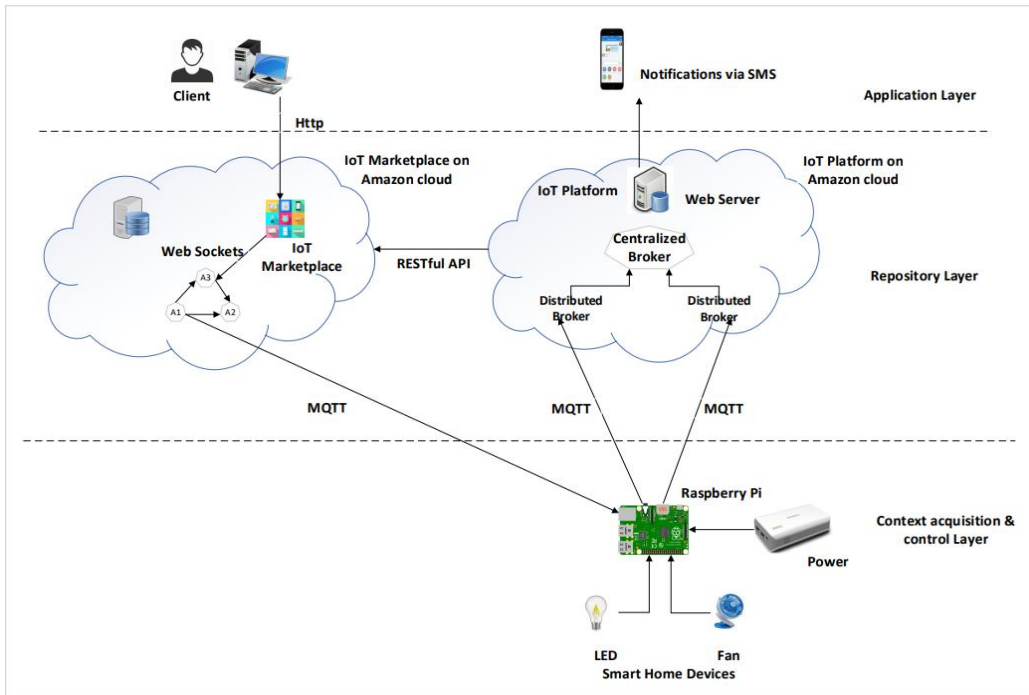 Client
Notifications via SMS
Application Layer
Http
IoT Marketplace on
Amazon cloud
IoT Platform on
Amazon cloud
IoT Platform
Web Server
Centralized
Broker
Web Sockets
IoT
Marketplace
RESTful API
Repository Layer
A3
A1
A2
Distributed
Broker
Distributed
Broker
MQTT
MQTT
MQTT
Raspberry Pi
Context acquisition &
control Layer
Power
LED
Fan
Smart Home Devices